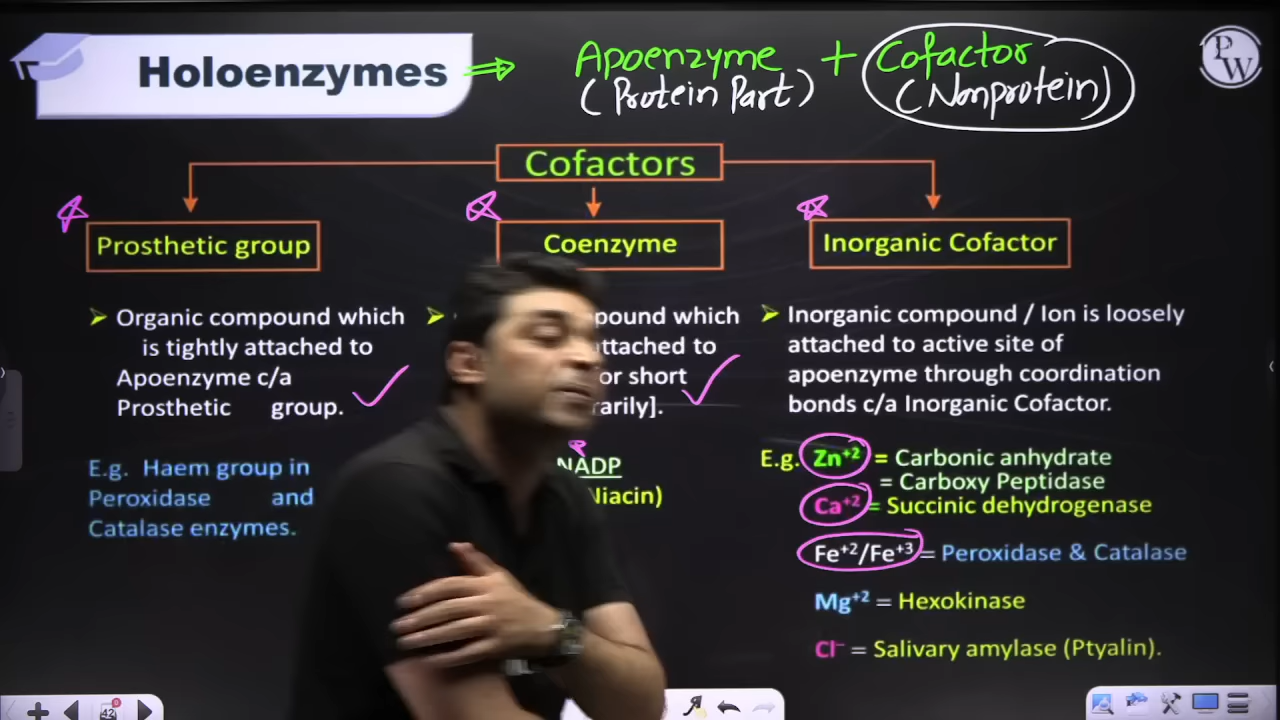 Holoenzymes ⇒ Apoenzyme + Cofactor
(Protein Part) (Nonprotein)
PW
Cofactors
Prosthetic group
Coenzyme
Inorganic Cofactor
➤ Organic compound which
is tightly attached to
Apoenzyme c/a
Prosthetic group.
E.g. Haem group in
Peroxidase and
Catalase enzymes.
pound which
attached to
or short
rarily].
NADP
Niacin)
➤ Inorganic compound / Ion is loosely
attached to active site of
apoenzyme through coordination
bonds c/a Inorganic Cofactor.
E.g. Zn⁺² = Carbonic anhydrate
= Carboxy Peptidase
Ca⁺² = Succinic dehydrogenase
Fe⁺²/Fe⁺³ = Peroxidase & Catalase
Mg⁺² = Hexokinase
Cl⁻ = Salivary amylase (Ptyalin).
42